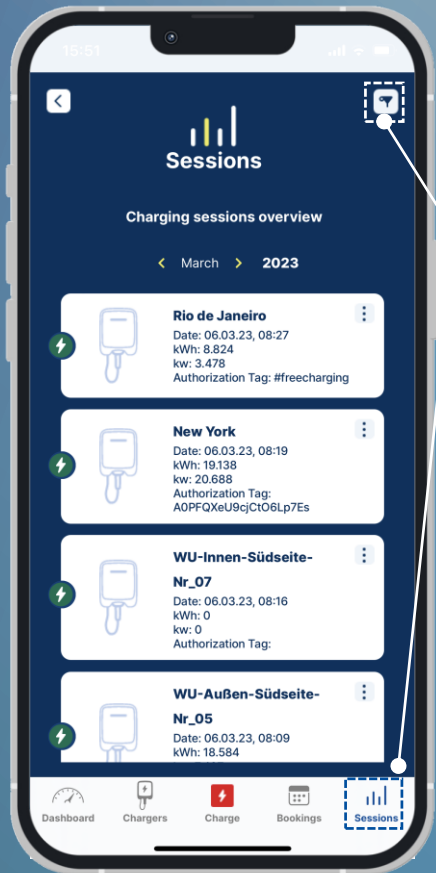 15:51
Sessions
Charging sessions overview
< March > 2023
Rio de Janeiro
Date: 06.03.23, 08:27
kWh: 8.824
kw: 3.478
Authorization Tag: #freecharging
New York
Date: 06.03.23, 08:19
kWh: 19.138
kw: 20.688
Authorization Tag:
A0PFQXeU9cjCtO6Lp7Es
WU-Innen-Südseite-
Nr_07
Date: 06.03.23, 08:16
kWh: 0
kw: 0
Authorization Tag:
WU-Außen-Südseite-
Nr_05
Date: 06.03.23, 08:09
kWh: 18.584
Dashboard Chargers Charge Bookings Sessions